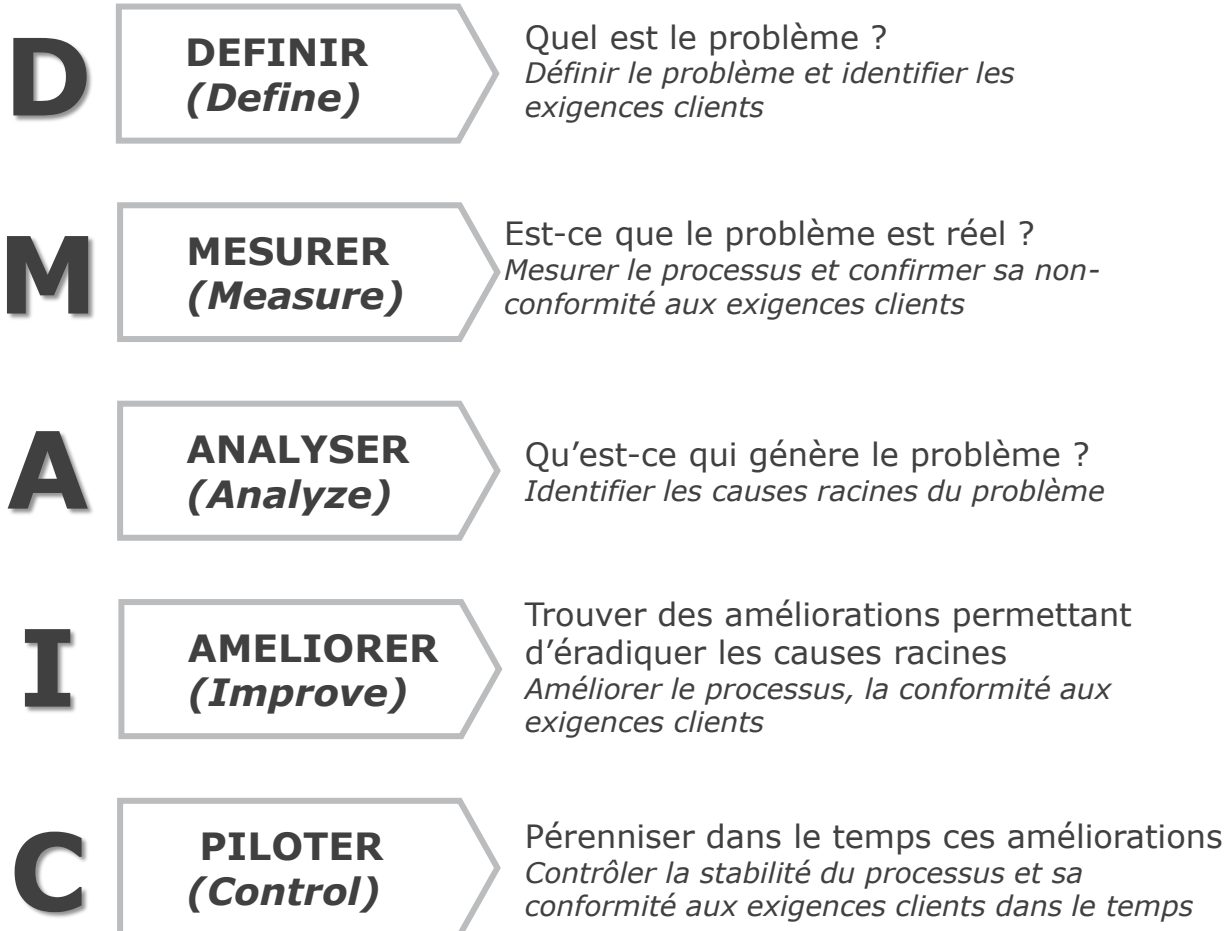 D
DEFINIR
(Define)
Quel est le problème ?
Définir le problème et identifier les
exigences clients
M
MESURER
(Measure)
Est-ce que le problème est réel ?
Mesurer le processus et confirmer sa non-
conformité aux exigences clients
A
ANALYSER
(Analyze)
Qu’est-ce qui génère le problème ?
Identifier les causes racines du problème
I
AMELIORER
(Improve)
Trouver des améliorations permettant
d’éradiquer les causes racines
Améliorer le processus, la conformité aux
exigences clients
C
PILOTER
(Control)
Pérenniser dans le temps ces améliorations
Contrôler la stabilité du processus et sa
conformité aux exigences clients dans le temps